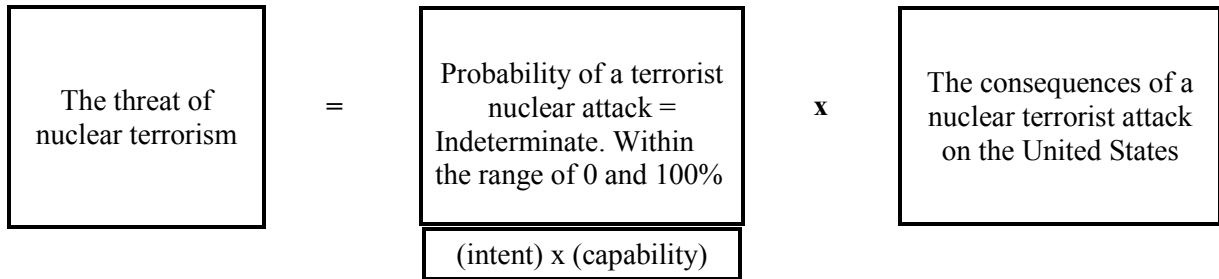 The threat of
nuclear terrorism
=
Probability of a terrorist
nuclear attack =
Indeterminate. Within
the range of 0 and 100%
(intent) x (capability)
x
The consequences of a
nuclear terrorist attack
on the United States